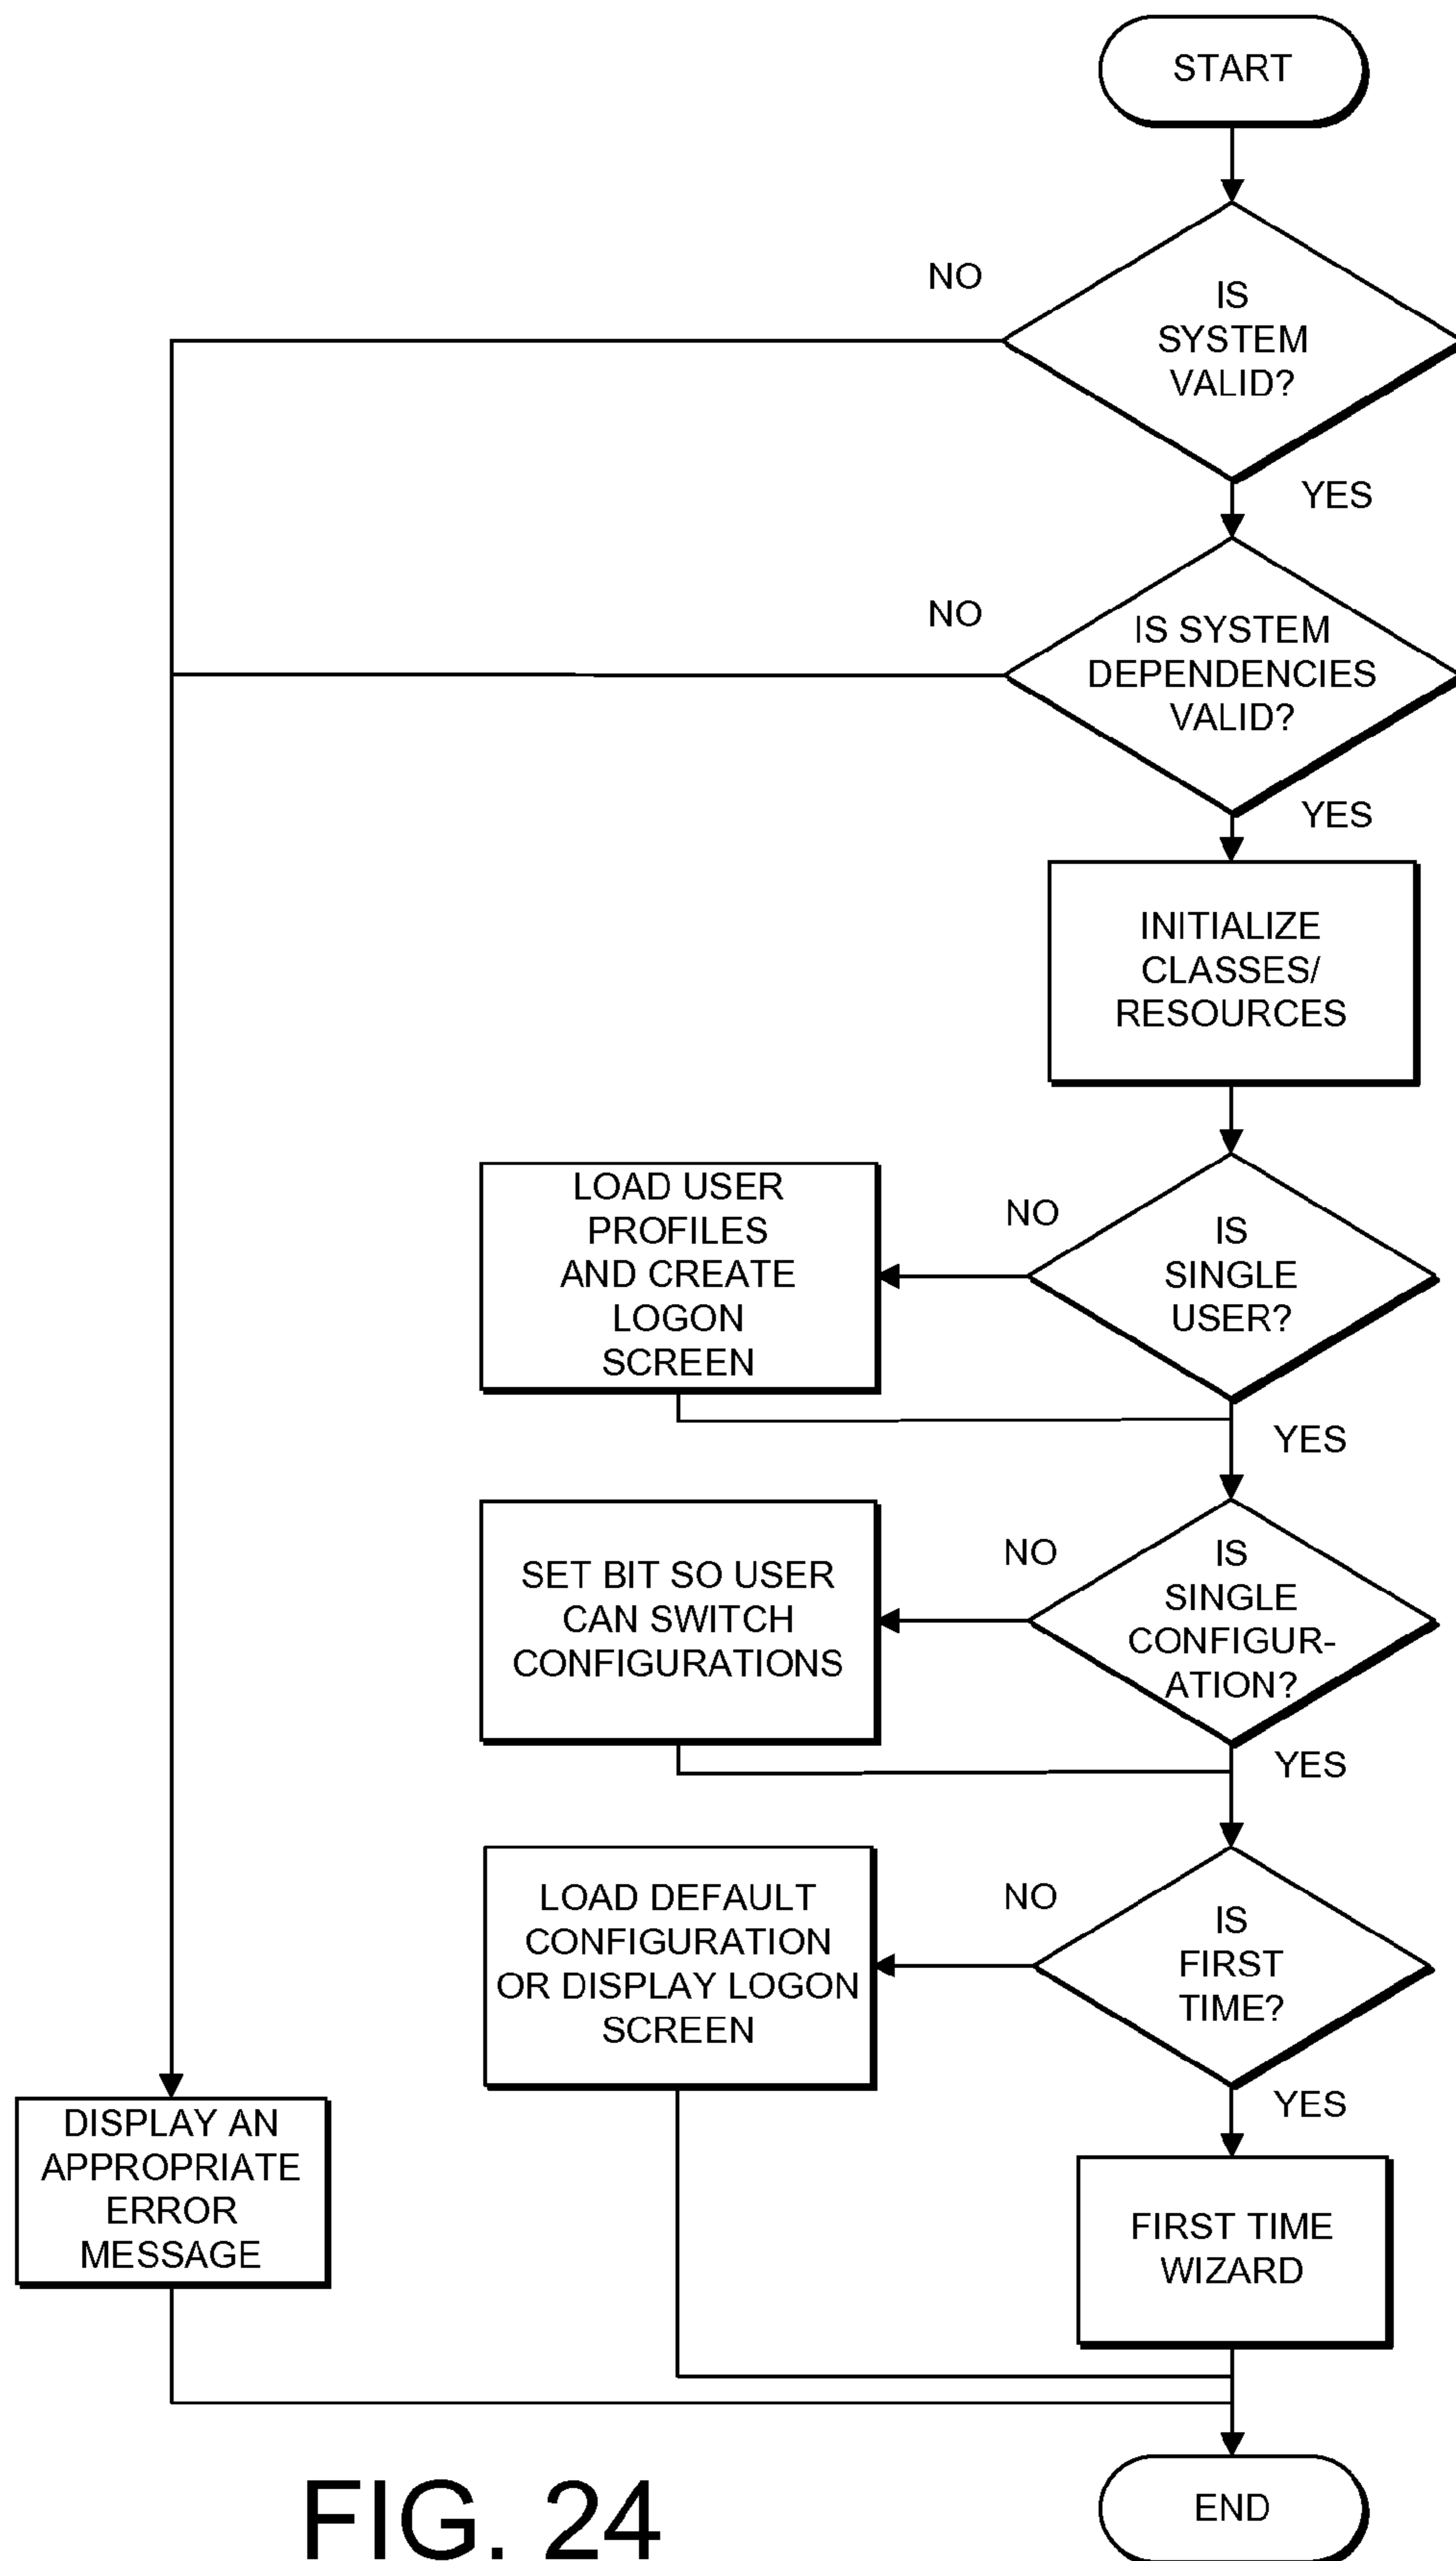 START
NO
IS
SYSTEM
VALID?
YES
NO
IS SYSTEM
DEPENDENCIES
VALID?
YES
INITIALIZE
CLASSES/
RESOURCES
LOAD USER
PROFILES
AND CREATE
LOGON
SCREEN
NO
IS
SINGLE
USER?
YES
SET BIT SO USER
CAN SWITCH
CONFIGURATIONS
NO
IS
SINGLE
CONFIGUR-
ATION?
YES
LOAD DEFAULT
CONFIGURATION
OR DISPLAY LOGON
SCREEN
NO
IS
FIRST
TIME?
YES
DISPLAY AN
APPROPRIATE
ERROR
MESSAGE
FIRST TIME
WIZARD
END
FIG. 24